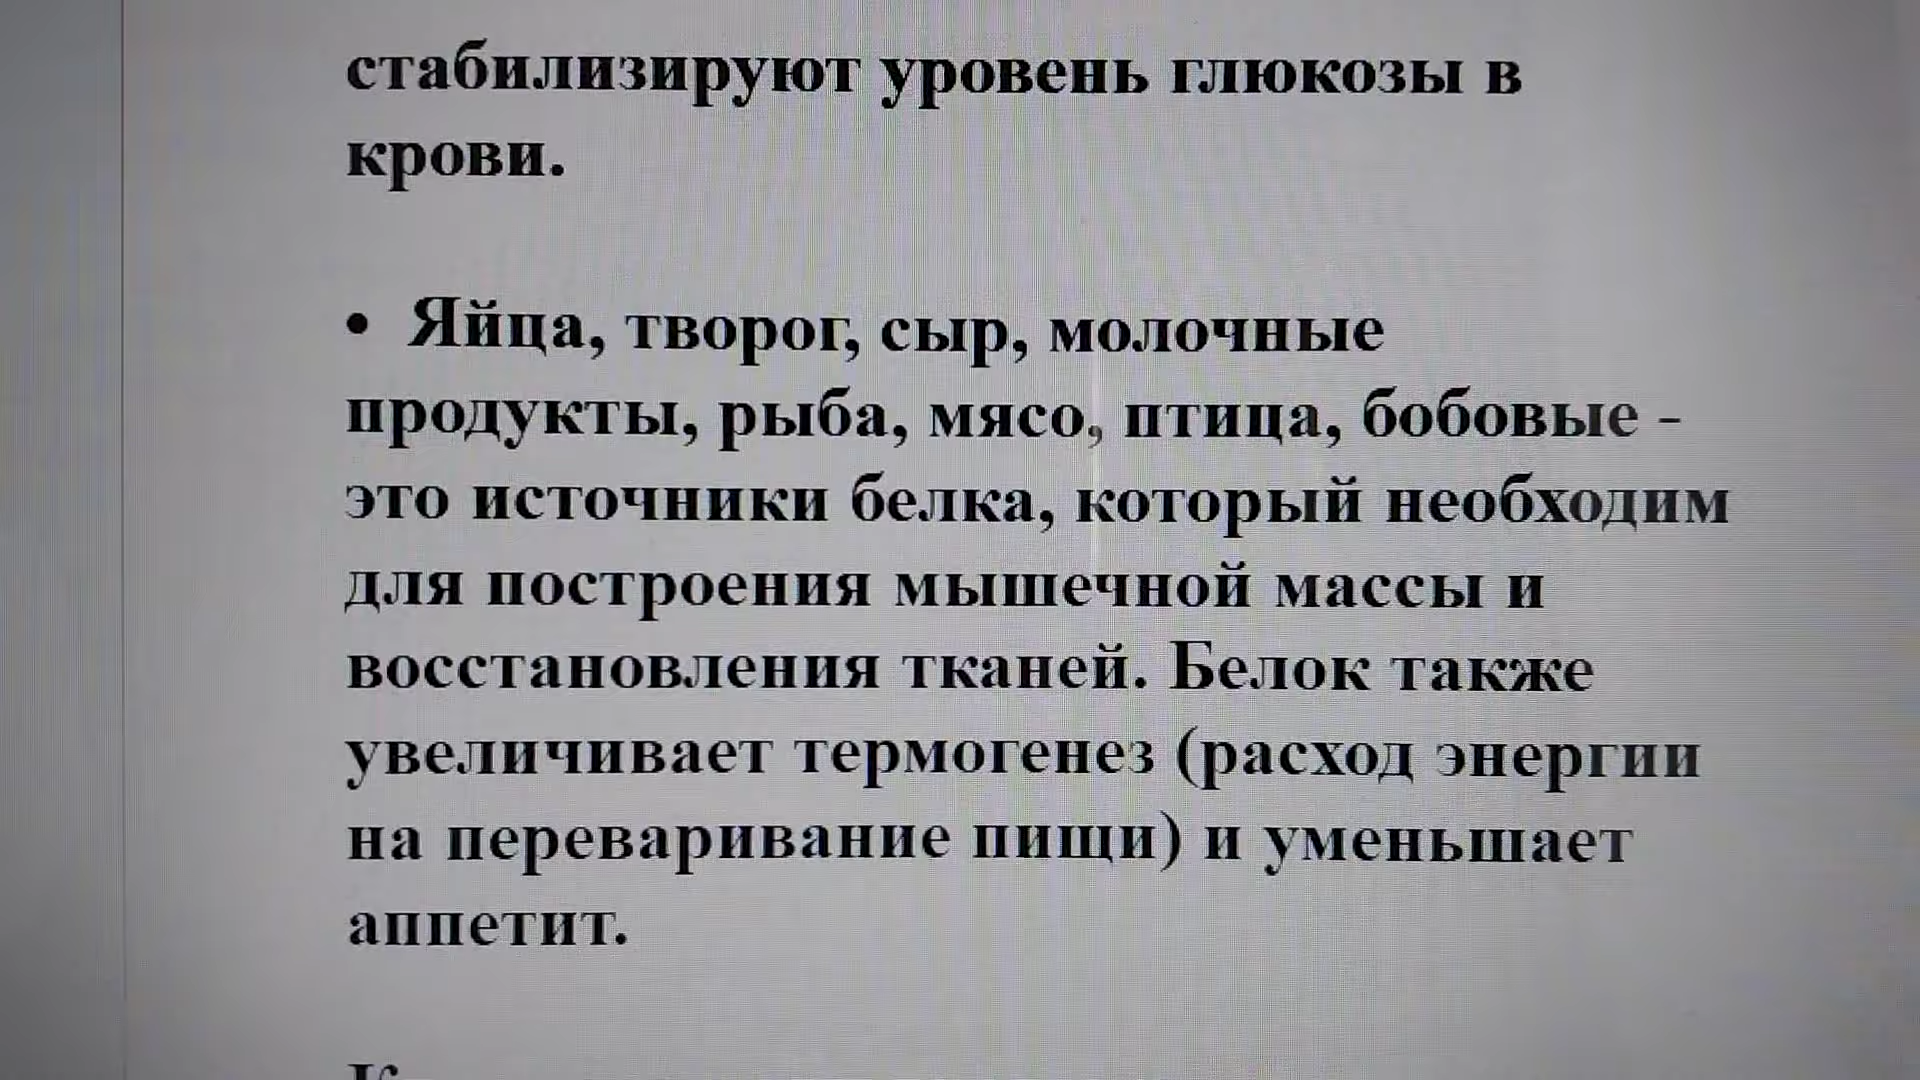 стабилизируют уровень глюкозы в
крови.
• Яйца, творог, сыр, молочные
продукты, рыба, мясо, птица, бобовые -
это источники белка, который необходим
для построения мышечной массы и
восстановления тканей. Белок также
увеличивает термогенез (расход энергии
на переваривание пищи) и уменьшает
аппетит.